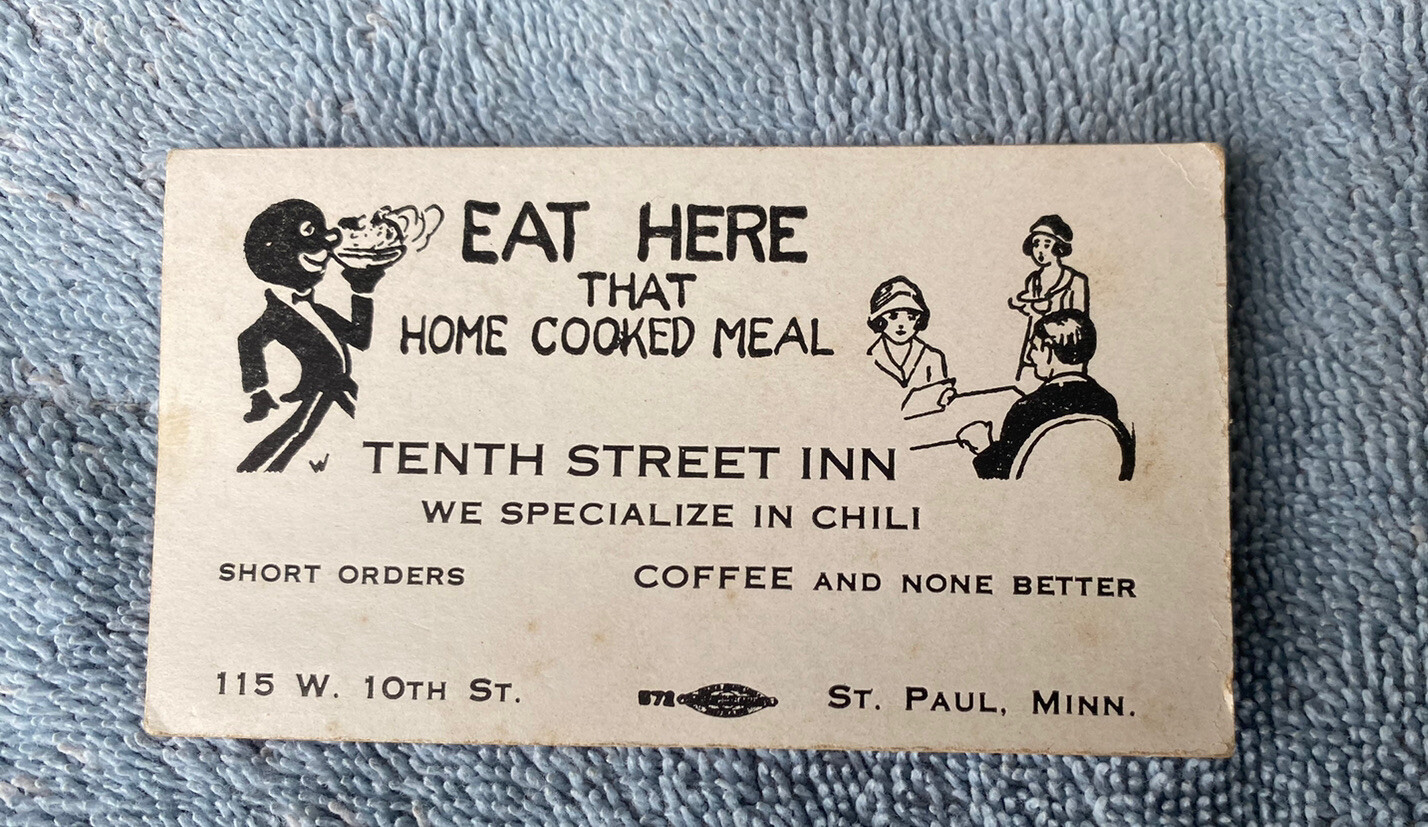 EAT HERE
THAT
HOME COOKED MEAL
W
TENTH STREET INN
WE SPECIALIZE IN CHILI
SHORT ORDERS
COFFEE AND NONE BETTER
115 W. 10TH ST.
572
ST. PAUL, MINN.